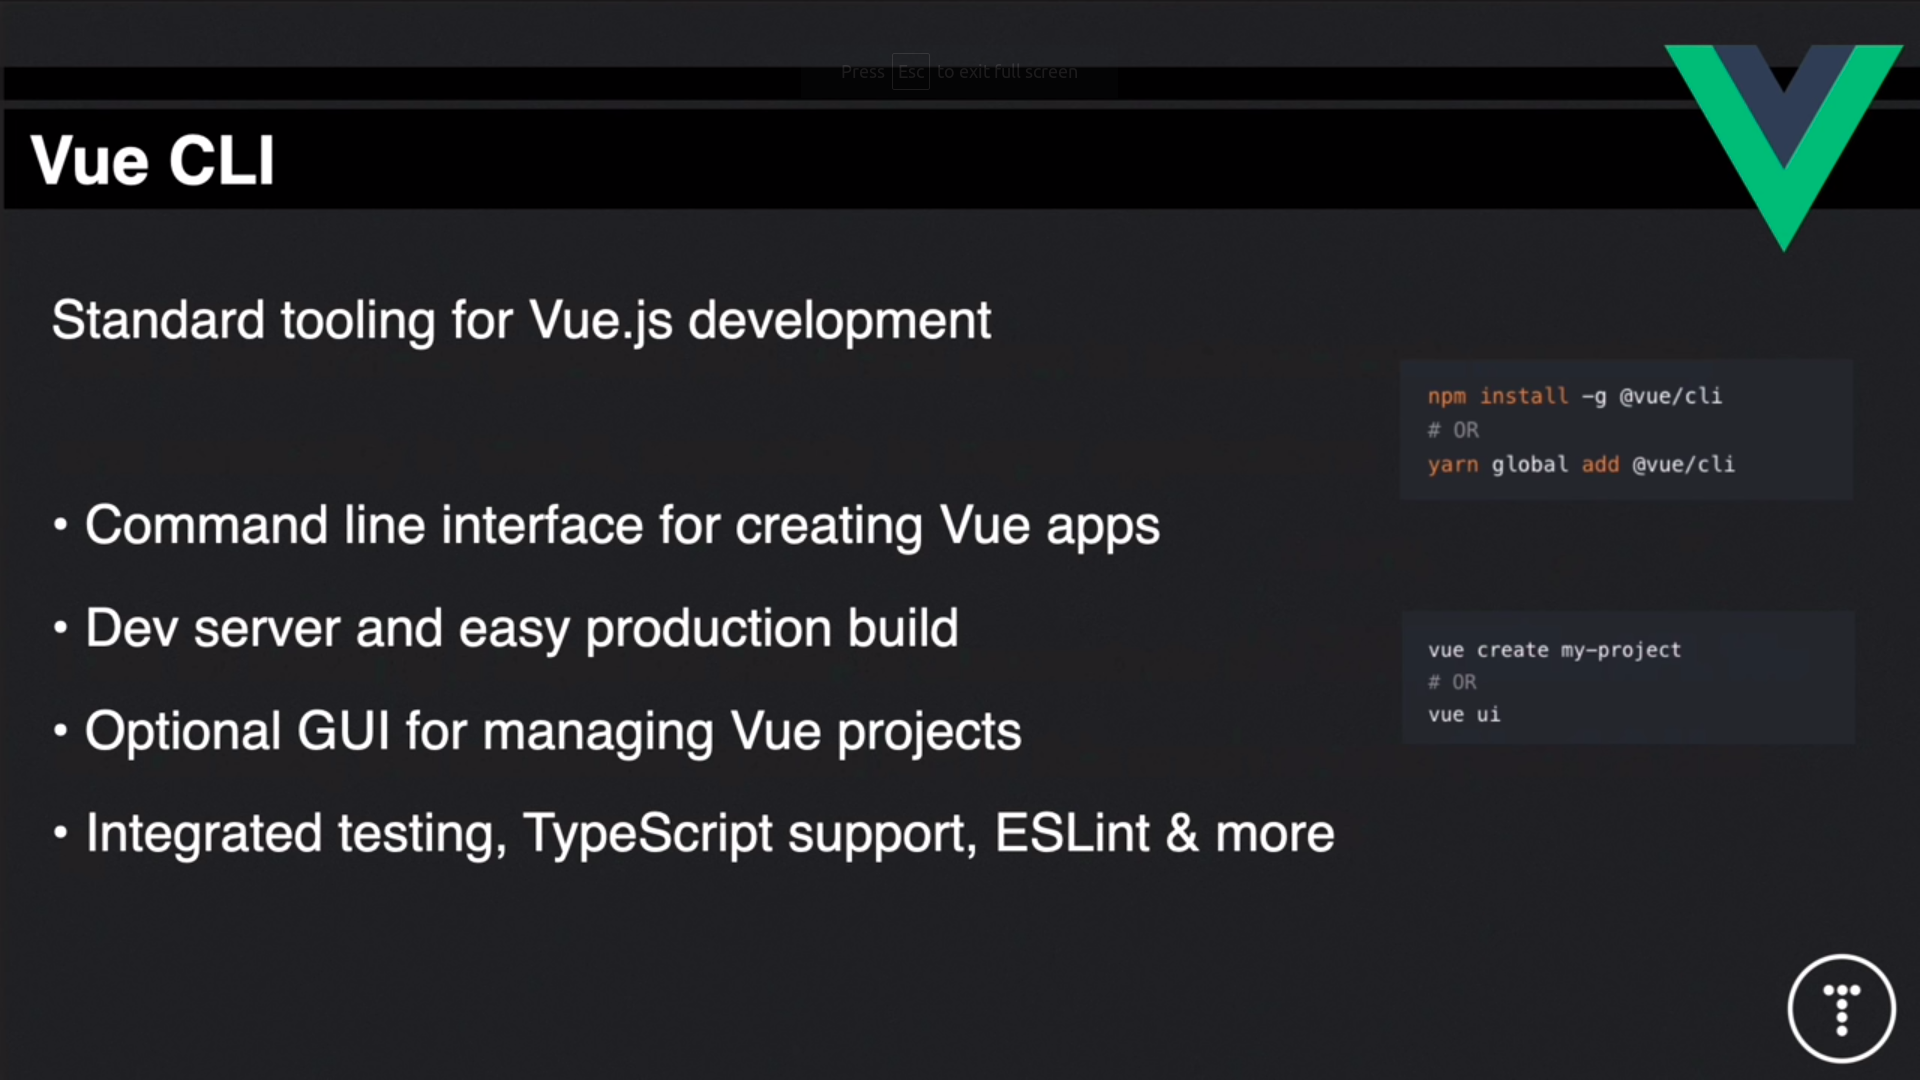 Press Esc to exit full screen
Vue CLI
Standard tooling for Vue.js development
• Command line interface for creating Vue apps
• Dev server and easy production build
• Optional GUI for managing Vue projects
• Integrated testing, TypeScript support, ESLint & more
npm install -g @vue/cli
# OR
yarn global add @vue/cli
vue create my-project
# OR
vue ui
T